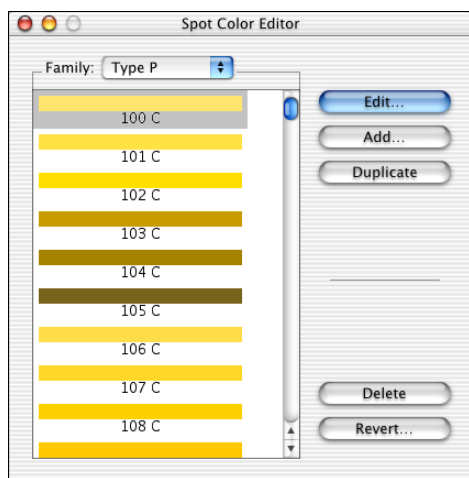 Spot Color Editor
Family: Type P
100 C
101 C
102 C
103 C
104 C
105 C
106 C
107 C
108 C
Edit...
Add...
Duplicate
Delete
Revert...